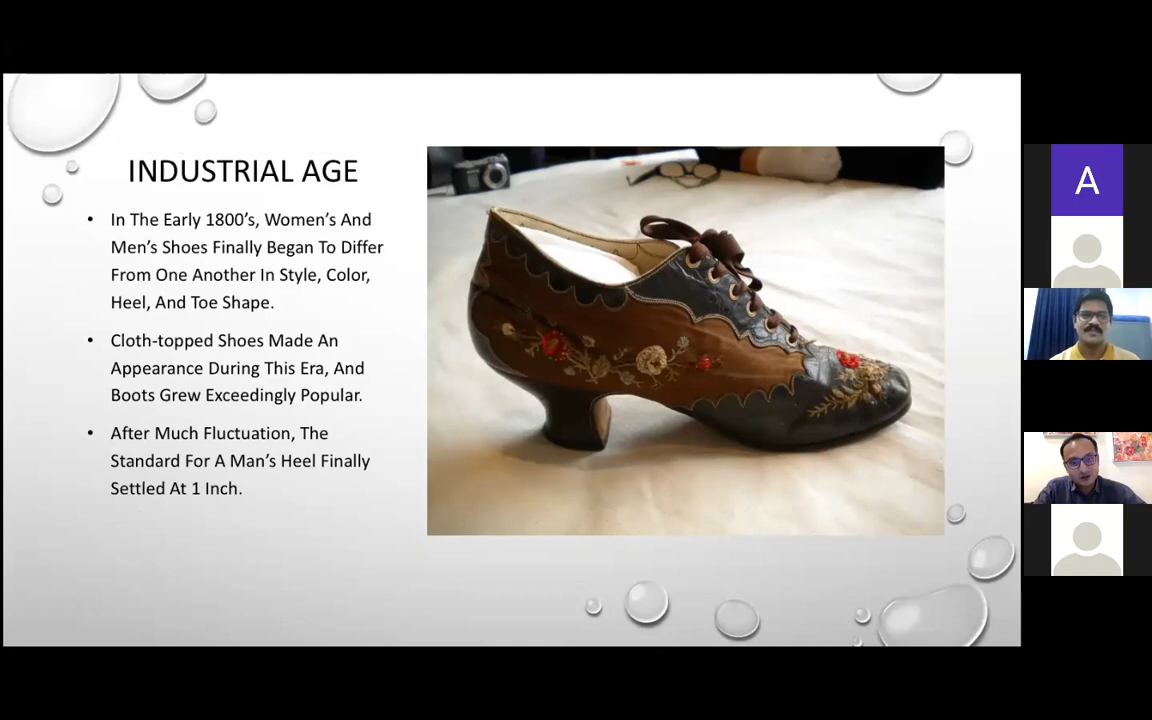 INDUSTRIAL AGE
• In The Early 1800's, Women's And
Men's Shoes Finally Began To Differ
From One Another In Style, Color,
Heel, And Toe Shape.
• Cloth-topped Shoes Made An
Appearance During This Era, And
Boots Grew Exceedingly Popular.
• After Much Fluctuation, The
Standard For A Man's Heel Finally
Settled At 1 Inch.
A